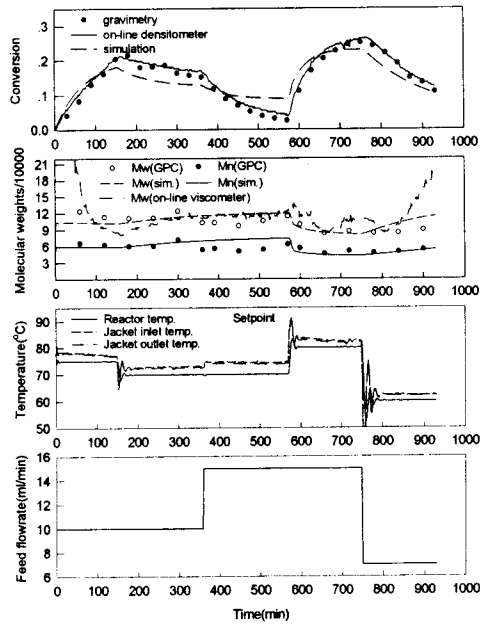 Conversion
.3
.2
.1
0.0
gravimetry
on-line densitometer
simulation
0 100 200 300 400 500 600 700 800 900 1000
Molecular weights/10000
21
18
15
12
9
6
3
Mw(GPC) Mn(GPC)
Mw(sim.) Mn(sim.)
Mw(on-line viscometer)
0 100 200 300 400 500 600 700 800 900 1000
Temperature(°C)
90
80
70
60
50
Reactor temp. Setpoint
Jacket inlet temp.
Jacket outlet temp.
0 100 200 300 400 500 600 700 800 900 1000
Feed flowrate(ml/min)
16
14
12
10
8
6
0 100 200 300 400 500 600 700 800 900 1000
Time(min)